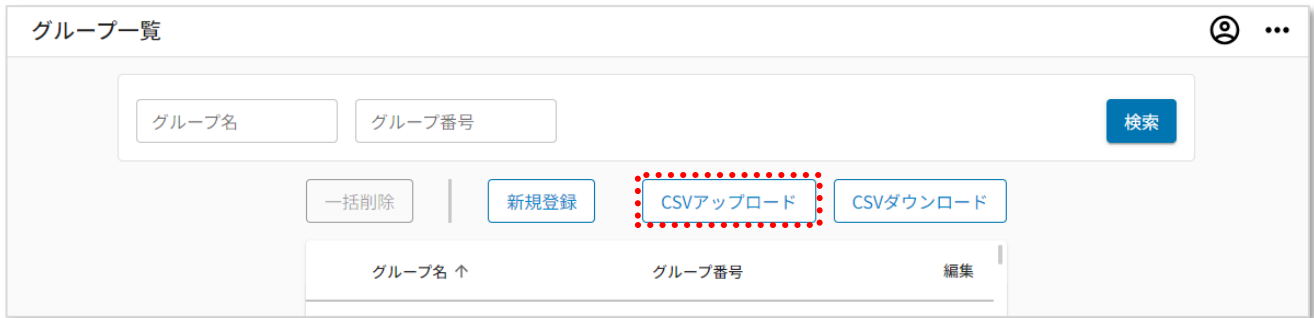 グループ一覧
グループ名 グループ番号 検索
一括削除 新規登録 CSVアップロード CSVダウンロード
グループ名 ↑ グループ番号 編集